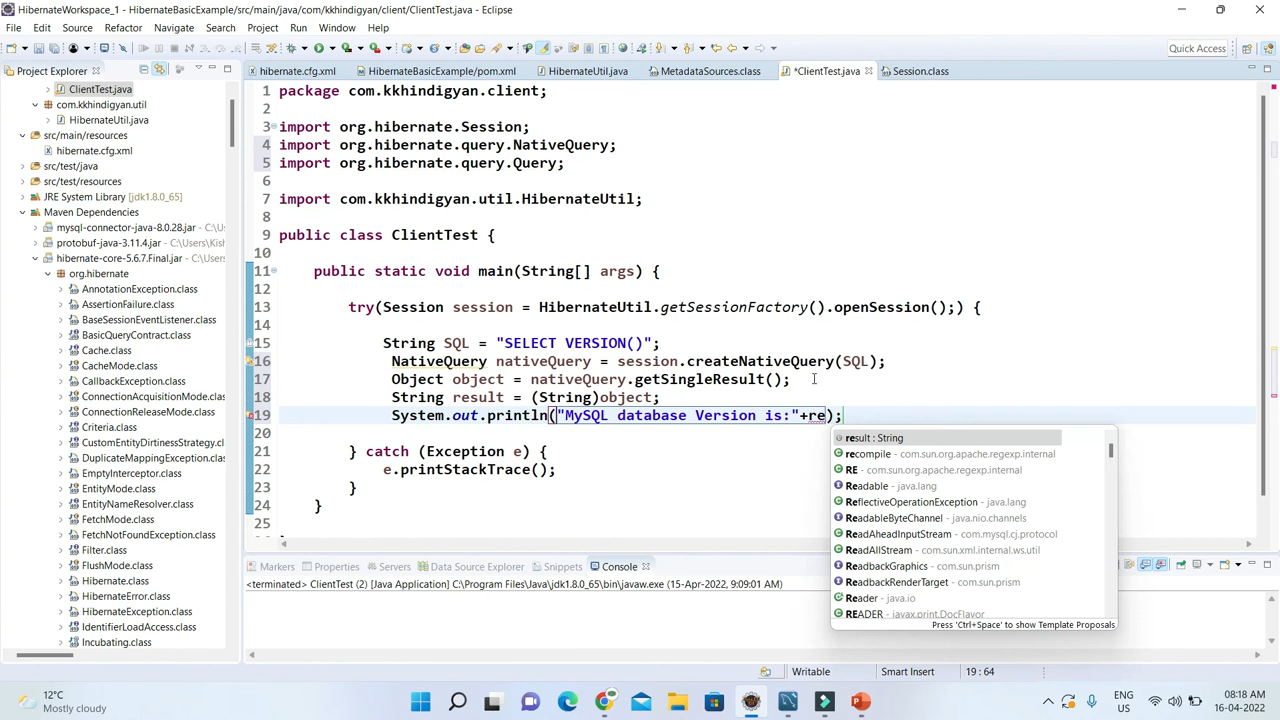 HibernateWorkspace_1 - HibernateBasicExample/src/main/java/com/kkhindigyan/client/ClientTest.java - Eclipse
File Edit Source Refactor Navigate Search Project Run Window Help
Quick Access
Project Explorer
hibernate.cfg.xml HibernateBasicExample/pom.xml HibernateUtil.java MetadataSources.class *ClientTest.java Session.class
ClientTest.java
com.kkhindigyan.util
HibernateUtil.java
src/main/resources
hibernate.cfg.xml
src/test/java
src/test/resources
JRE System Library [jdk1.8.0_65]
Maven Dependencies
mysql-connector-java-8.0.28.jar - C:\U
protobuf-java-3.11.4.jar - C:\Users\Kis
hibernate-core-5.6.7.Final.jar - C:\Use
org.hibernate
AnnotationException.class
AssertionFailure.class
BaseSessionEventListener.class
BasicQueryContract.class
Cache.class
CacheMode.class
CallbackException.class
ConnectionAcquisitionMode.cl
ConnectionReleaseMode.class
Criteria.class
CustomEntityDirtinessStrategy.
DuplicateMappingException.cl
EmptyInterceptor.class
EntityMode.class
EntityNameResolver.class
FetchMode.class
FetchNotFoundException.class
Filter.class
FlushMode.class
Hibernate.class
HibernateError.class
HibernateException.class
IdentifierLoadAccess.class
Incubating.class
1 package com.kkhindigyan.client;
2
3 import org.hibernate.Session;
4 import org.hibernate.query.NativeQuery;
5 import org.hibernate.query.Query;
6
7 import com.kkhindigyan.util.HibernateUtil;
8
9 public class ClientTest {
10
11 public static void main(String[] args) {
12
13 try(Session session = HibernateUtil.getSessionFactory().openSession();) {
14
15 String SQL = "SELECT VERSION()";
16 NativeQuery nativeQuery = session.createNativeQuery(SQL);
17 Object object = nativeQuery.getSingleResult();
18 String result = (String)object;
19 System.out.println("MySQL database Version is:"+re);
20
21 } catch (Exception e) {
22 e.printStackTrace();
23 }
24 }
25
result : String
recompile - com.sun.org.apache.regexp.internal
RE - com.sun.org.apache.regexp.internal
Readable - java.lang
ReflectiveOperationException - java.lang
ReadableByteChannel - java.nio.channels
ReadAheadInputStream - com.mysql.cj.protocol
ReadAllStream - com.sun.xml.internal.ws.util
ReadbackGraphics - com.sun.prism
ReadbackRenderTarget - com.sun.prism
Reader - java.io
READER - javax.print.DocFlavor
Press 'Ctrl+Space' to show Template Proposals
Markers Properties Servers Data Source Explorer Snippets Console
<terminated> ClientTest (2) [Java Application] C:\Program Files\Java\jdk1.8.0_65\bin\javaw.exe (15-Apr-2022, 9:09:01 AM)
Writable Smart Insert 19 : 64
12°C
Mostly cloudy
ENG
US
08:18 AM
16-04-2022